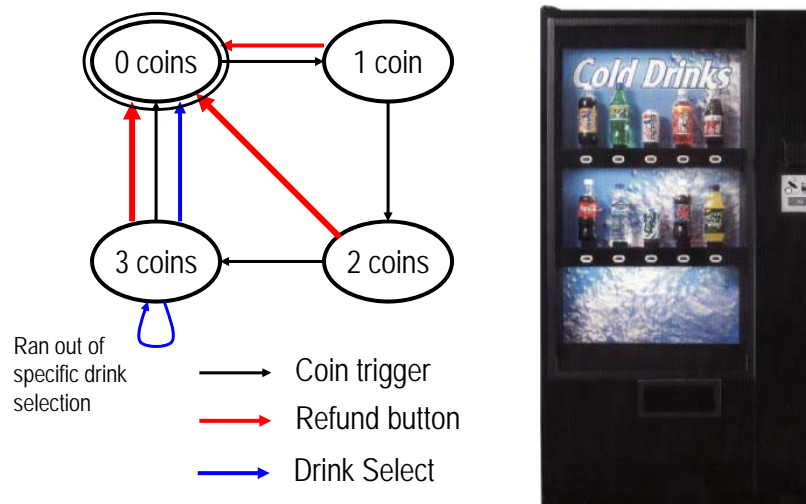 0 coins
1 coin
Cold Drinks
3 coins
2 coins
Ran out of
specific drink
selection
Coin trigger
Refund button
Drink Select